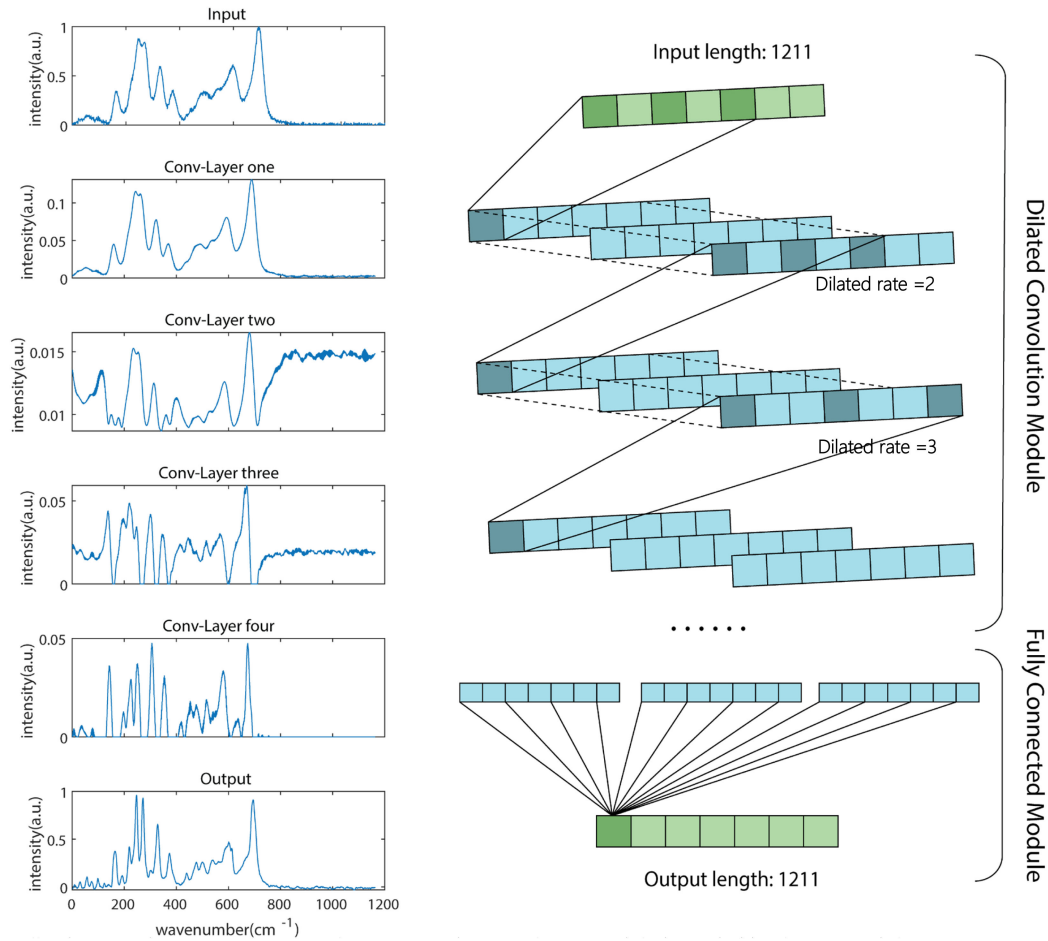 Input
intensity(a.u.)
1
0.5
0
Conv-Layer one
intensity(a.u.)
0.1
0.05
0
Conv-Layer two
intensity(a.u.)
0.015
0.01
Conv-Layer three
intensity(a.u.)
0.05
0
Conv-Layer four
intensity(a.u.)
0.05
0
Output
intensity(a.u.)
1
0.5
0
0 200 400 600 800 1000 1200
wavenumber(cm⁻¹)
Input length: 1211
Dilated rate =2
Dilated rate =3
......
Output length: 1211
Dilated Convolution Module
Fully Connected Module